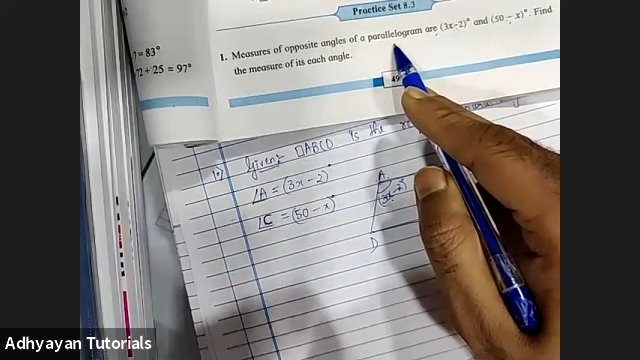 Practice Set 8.3
= 83°
72 + 25 = 97°
1. Measures of opposite angles of a parallelogram are (3x-2)° and (50 - x)°. Find
the measure of its each angle.
49
1.) Given □ABCD is the
∠A = (3x-2)°
∠C = (50-x)°
A
D
Adhyayan Tutorials